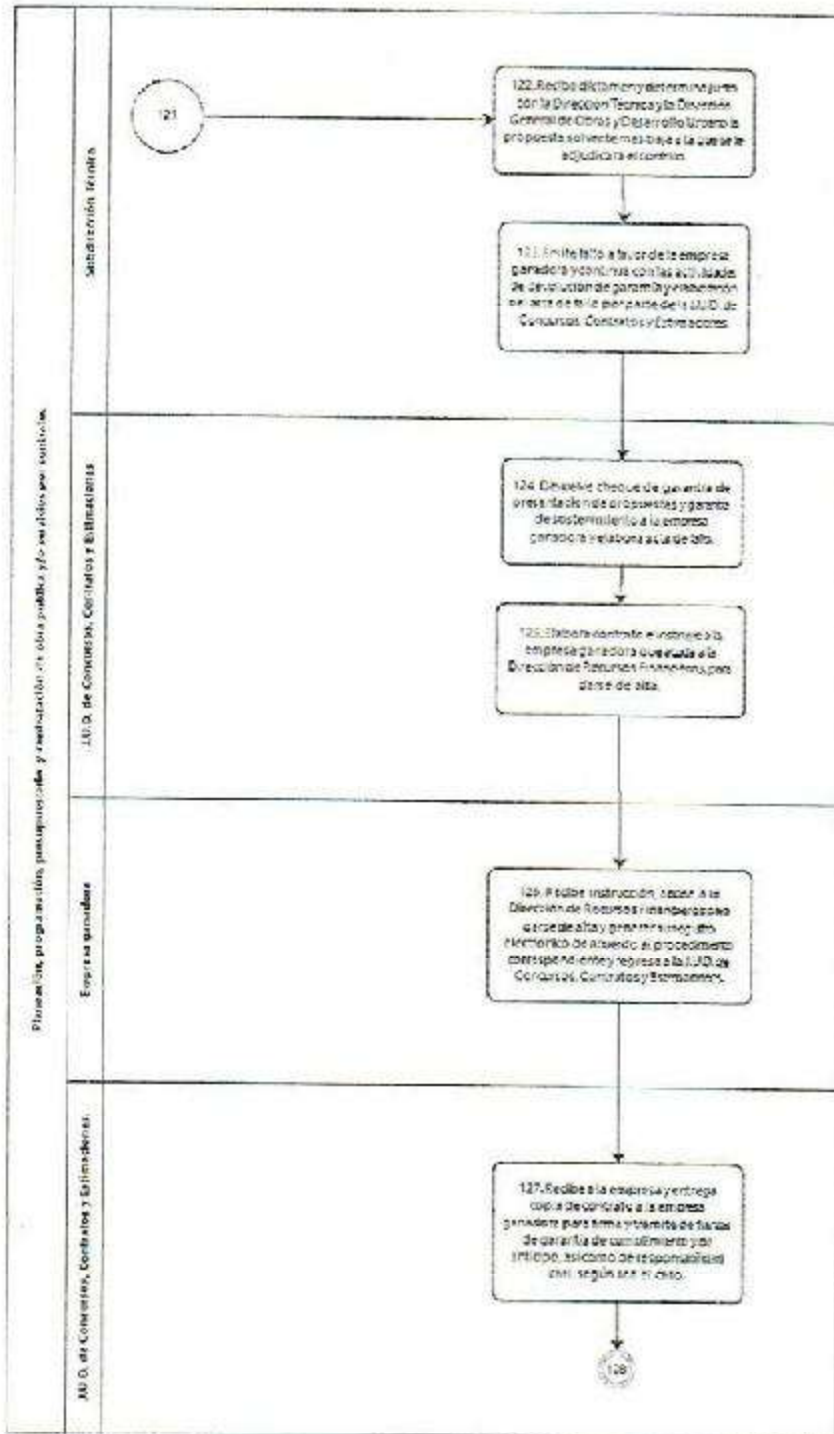 Planeación, programación, presupuestación y contratación de obra pública y/o servicios por contrato.
Subdirección Técnica
121
122. Recibe dictamen y determina junto
con la Dirección Técnica y la Dirección
General de Obras y Desarrollo Urbano la
propuesta solvente mas baja a la que se le
adjudicará el contrato.
123. Emite fallo a favor de la empresa
ganadora y continua con las actividades
de devolución de garantía y elaboración
del acta de fallo por parte de la J.U.D. de
Concursos, Contratos y Estimaciones.
J.U.D. de Concursos, Contratos y Estimaciones
124. Devuelve cheque de garantía de
presentación de propuestas y garantía
de sostenimiento a la empresa
ganadora y elabora acta de fallo.
125. Elabora contrato e instruye a la
empresa ganadora que acuda a la
Dirección de Recursos Financieros, para
darse de alta.
Empresa ganadora
126. Recibe instrucción, acude a la
Dirección de Recursos Financieros para
darse de alta y generar su registro
electrónico de acuerdo al procedimiento
correspondiente y regresa a la J.U.D. de
Concursos, Contratos y Estimaciones.
J.U.D. de Concursos, Contratos y Estimaciones.
127. Recibe a la empresa y entrega
copia de contrato a la empresa
ganadora para firma y tramite de fianza
de garantía de cumplimiento y de
anticipo, así como de responsabilidad
civil, según sea el caso.
128